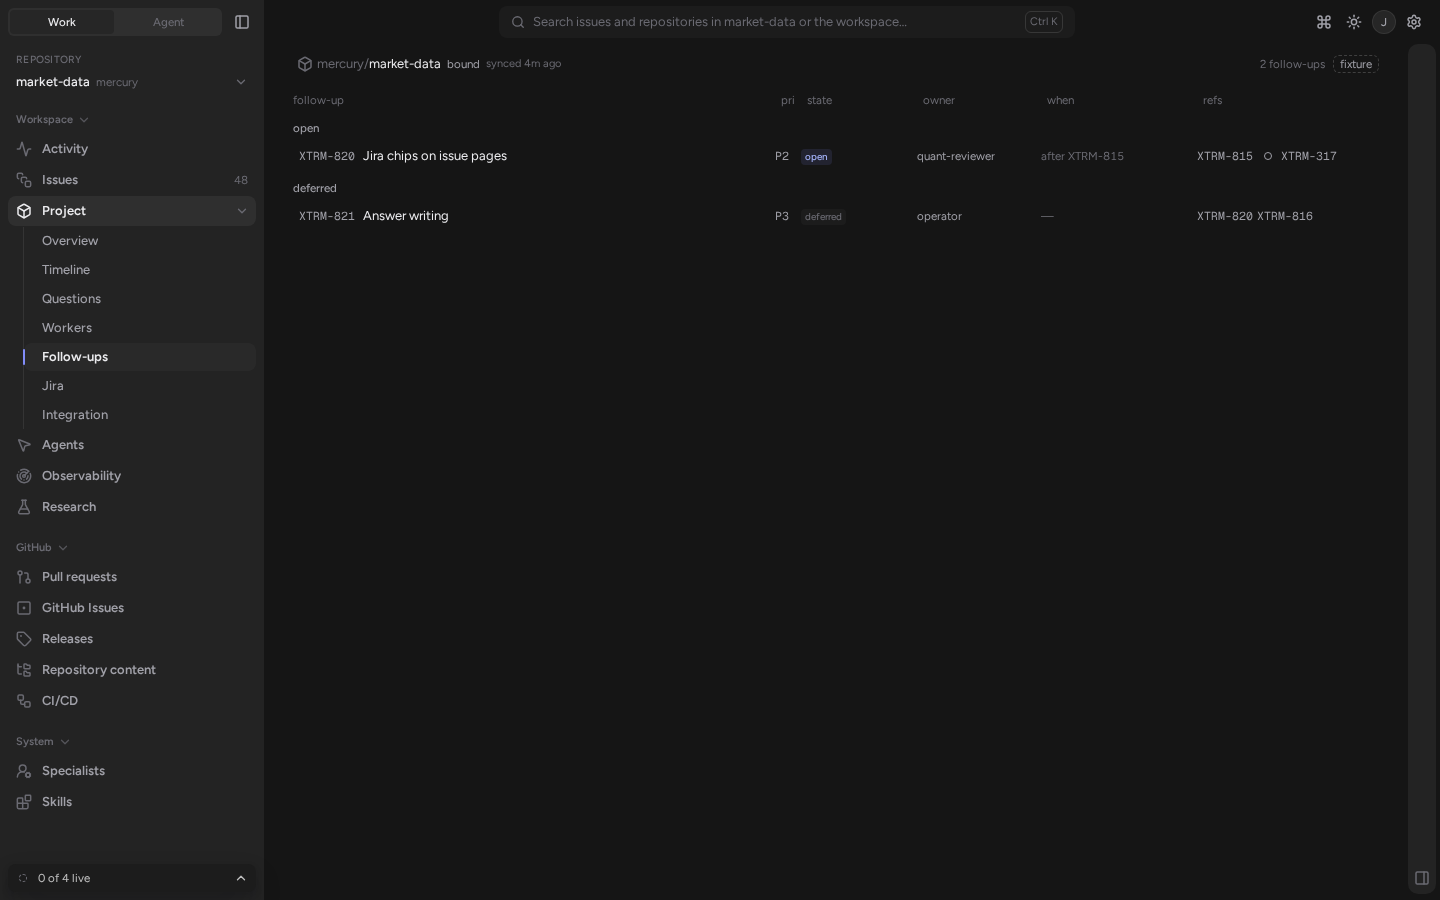 Work Agent Search issues and repositories in market-data or the workspace... Ctrl K J
REPOSITORY
market-data mercury
mercury/market-data bound synced 4m ago 2 follow-ups fixture
follow-up pri state owner when refs
open
XTRM-820 Jira chips on issue pages P2 open quant-reviewer after XTRM-815 XTRM-815 XTRM-317
deferred
XTRM-821 Answer writing P3 deferred operator — XTRM-820 XTRM-816
Workspace
Activity
Issues 48
Project
Overview
Timeline
Questions
Workers
Follow-ups
Jira
Integration
Agents
Observability
Research
GitHub
Pull requests
GitHub Issues
Releases
Repository content
CI/CD
System
Specialists
Skills
0 of 4 live